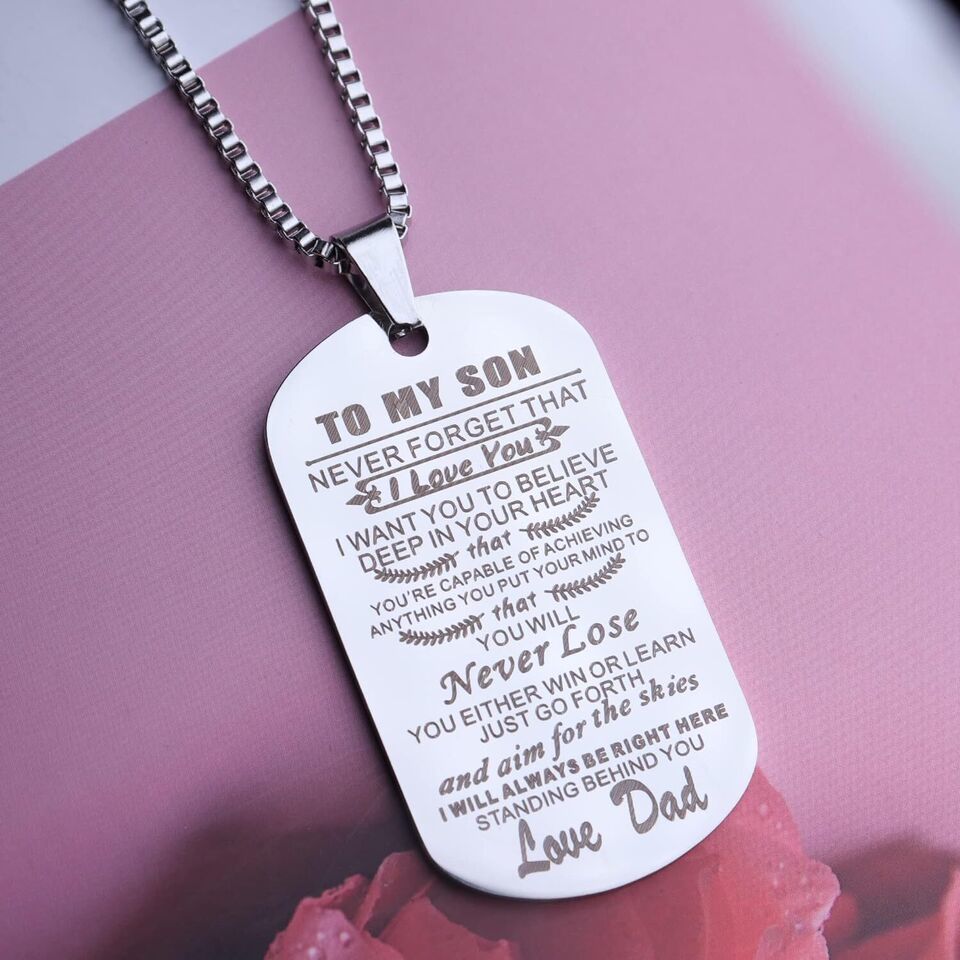 TO MY SON
NEVER FORGET THAT
I Love You
I WANT YOU TO BELIEVE
DEEP IN YOUR HEART
that
YOU'RE CAPABLE OF ACHIEVING
ANYTHING YOU PUT YOUR MIND TO
that
YOU WILL
Never Lose
YOU EITHER WIN OR LEARN
JUST GO FORTH
and aim for the skies
I WILL ALWAYS BE RIGHT HERE
STANDING BEHIND YOU
Love Dad